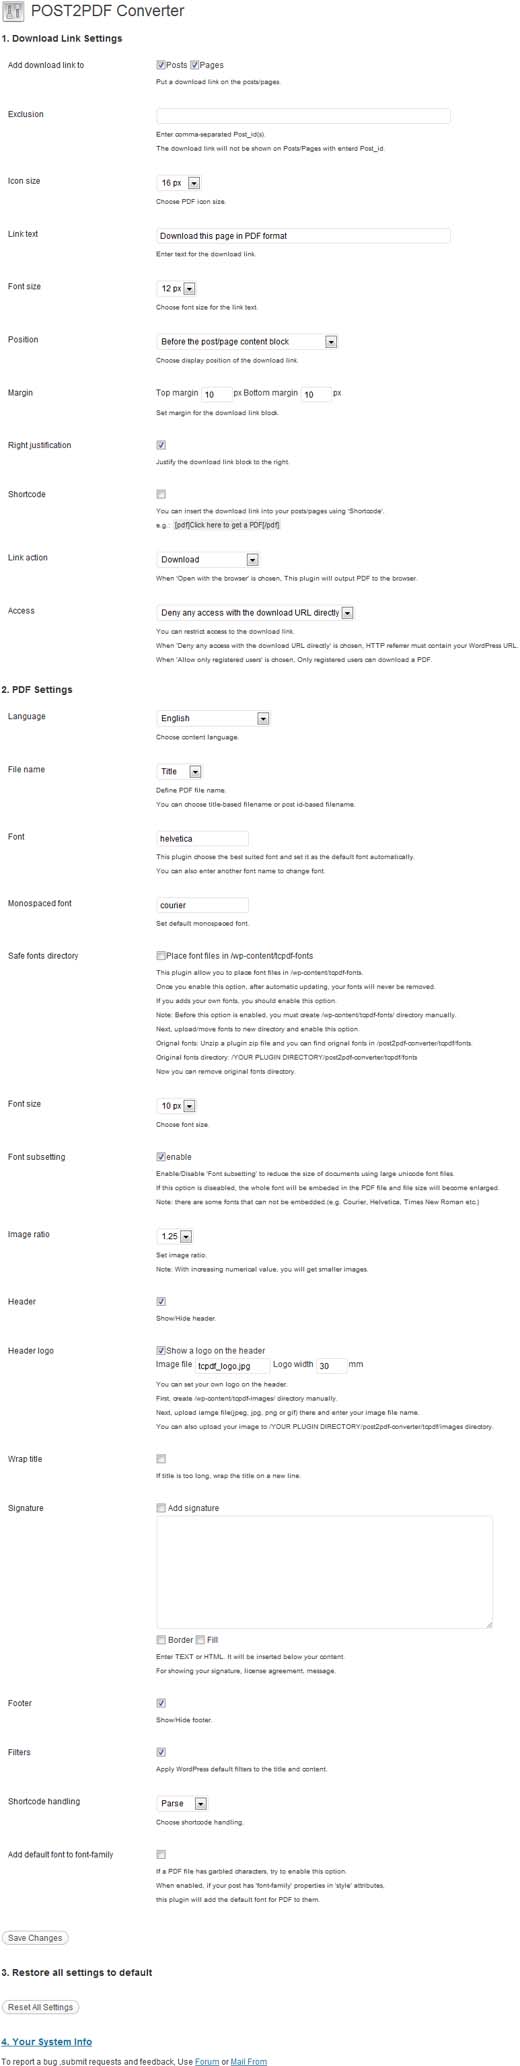 POST2PDF Converter
1. Download Link Settings
Add download link to
Posts Pages
Put a download link on the posts/pages.
Exclusion
Enter comma-separated Post_id(s).
The download link will not be shown on Posts/Pages with enterd Post_id.
Icon size
16 px
Choose PDF icon size.
Link text
Download this page in PDF format
Enter text for the download link.
Font size
12 px
Choose font size for the link text.
Position
Before the post/page content block
Choose display position of the download link.
Margin
Top margin 10 px Bottom margin 10 px
Set margin for the download link block.
Right justification
Justify the download link block to the right.
Shortcode
You can insert the download link into your posts/pages using 'Shortcode'.
e.g.: [pdf]Click here to get a PDF[/pdf]
Link action
Download
When 'Open with the browser' is chosen, This plugin will output PDF to the browser.
Access
Deny any access with the download URL directly
You can restrict access to the download link.
When 'Deny any access with the download URL directly' is chosen, HTTP referrer must contain your WordPress URL.
When 'Allow only registered users' is chosen, Only registered users can download a PDF.
2. PDF Settings
Language
English
Choose content language.
File name
Title
Define PDF file name.
You can choose title-based filename or post id-based filename.
Font
helvetica
This plugin choose the best suited font and set it as the default font automatically.
You can also enter another font name to change font.
Monospaced font
courier
Set default monospaced font.
Safe fonts directory
Place font files in /wp-content/tcpdf-fonts
This plugin allow you to place font files in /wp-content/tcpdf-fonts.
Once you enable this option, after automatic updating, your fonts will never be removed.
If you adds your own fonts, you should enable this option.
Note: Before this option is enabled, you must create /wp-content/tcpdf-fonts/ directory manually.
Next, upload/move fonts to new directory and enable this option.
Orignal fonts: Unzip a plugin zip file and you can find orignal fonts in /post2pdf-converter/tcpdf/fonts.
Original fonts directory: /YOUR PLUGIN DIRECTORY/post2pdf-converter/tcpdf/fonts
Now you can remove original fonts directory.
Font size
10 px
Choose font size.
Font subsetting
enable
Enable/Disable 'Font subsetting' to reduce the size of documents using large unicode font files.
If this option is diseabled, the whole font will be embeded in the PDF file and file size will become enlarged.
Note: there are some fonts that can not be embedded.(e.g. Courier, Helvetica, Times New Roman etc.)
Image ratio
1.25
Set image ratio.
Note: With increasing numerical value, you will get smaller images.
Header
Show/Hide header.
Header logo
Show a logo on the header
Image file tcpdf_logo.jpg Logo width 30 mm
You can set your own logo on the header.
First, create /wp-content/tcpdf-images/ directory manually.
Next, upload iamge file(jpeg, jpg, png or gif) there and enter your image file name.
You can also upload your image to /YOUR PLUGIN DIRECTORY/post2pdf-converter/tcpdf/images directory.
Wrap title
If title is too long, wrap the title on a new line.
Signature
Add signature
Border Fill
Enter TEXT or HTML. It will be inserted below your content.
For showing your signature, license agreement, message.
Footer
Show/Hide footer.
Filters
Apply WordPress default filters to the title and content.
Shortcode handling
Parse
Choose shortcode handling.
Add default font to font-family
If a PDF file has garbled characters, try to enable this option.
When enabled, if your post has 'font-family' properties in 'style' attributes,
this plugin will add the default font for PDF to them.
Save Changes
3. Restore all settings to default
Reset All Settings
4. Your System Info
To report a bug ,submit requests and feedback, Use Forum or Mail From